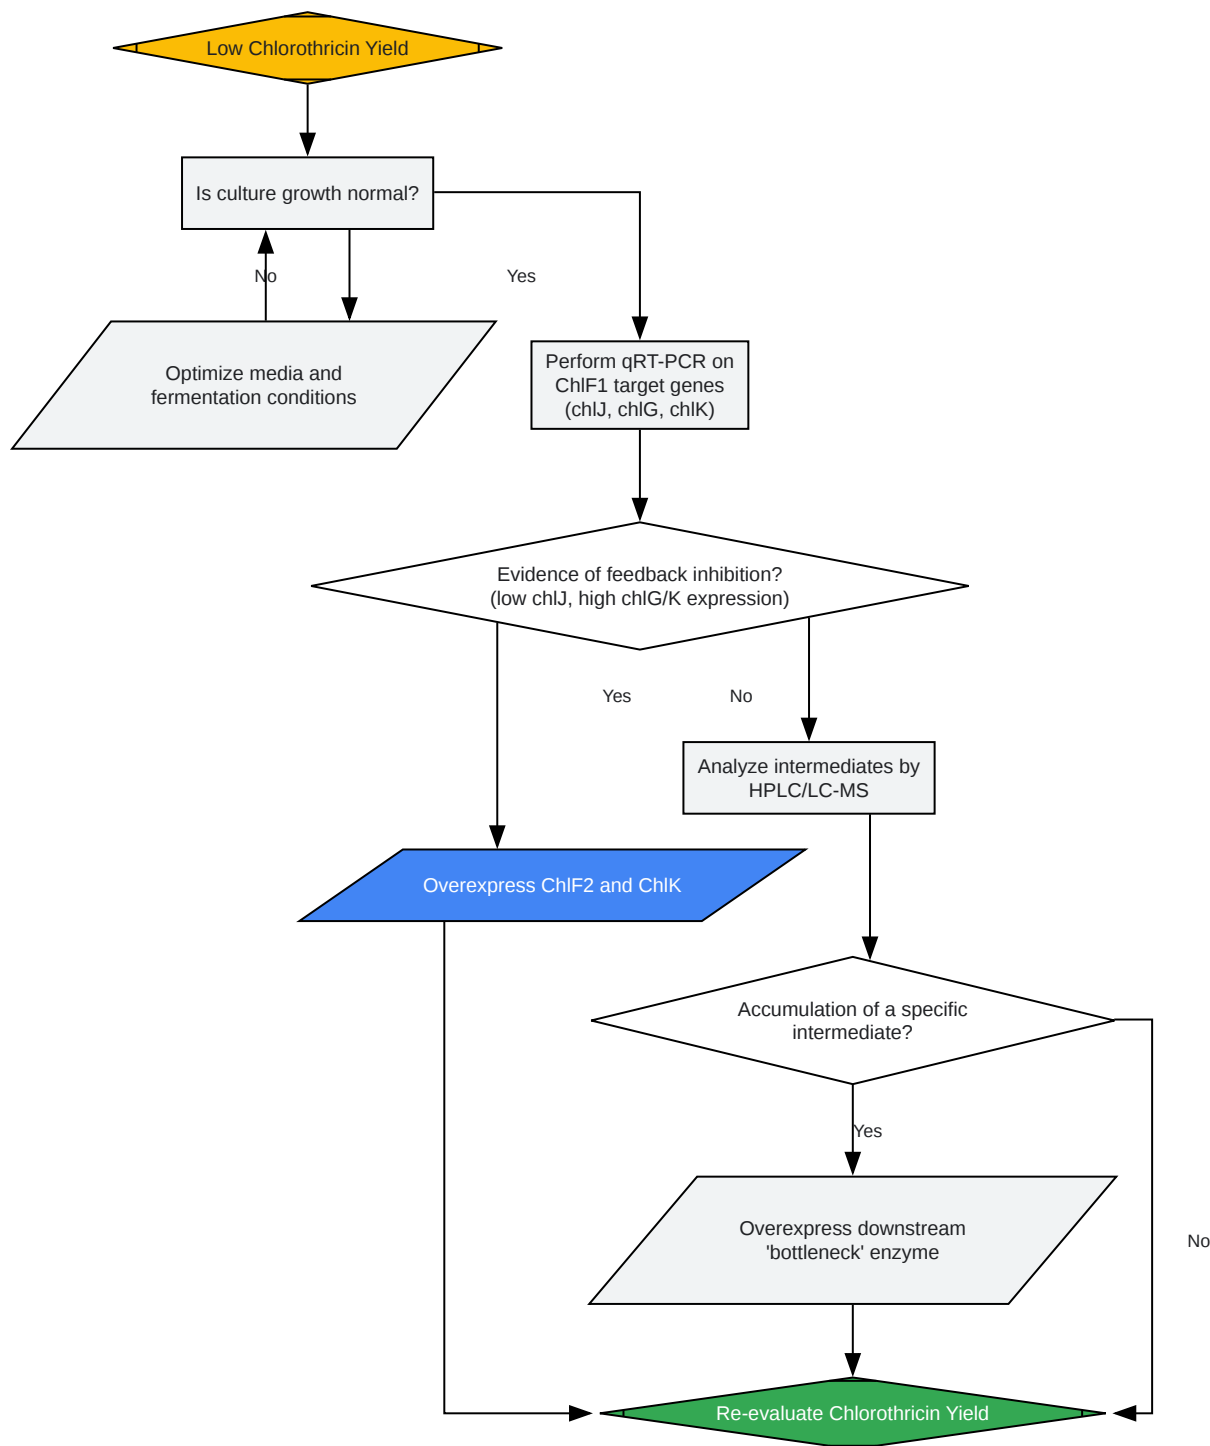 Low Chlorothricin Yield
Is culture growth normal?
No
Yes
Optimize media and
fermentation conditions
Perform qRT-PCR on
ChlF1 target genes
(chlJ, chlG, chlK)
Evidence of feedback inhibition?
(low chlJ, high chlG/K expression)
Yes
No
Analyze intermediates by
HPLC/LC-MS
Overexpress ChlF2 and ChlK
Accumulation of a specific
intermediate?
Yes
Overexpress downstream
'bottleneck' enzyme
No
Re-evaluate Chlorothricin Yield